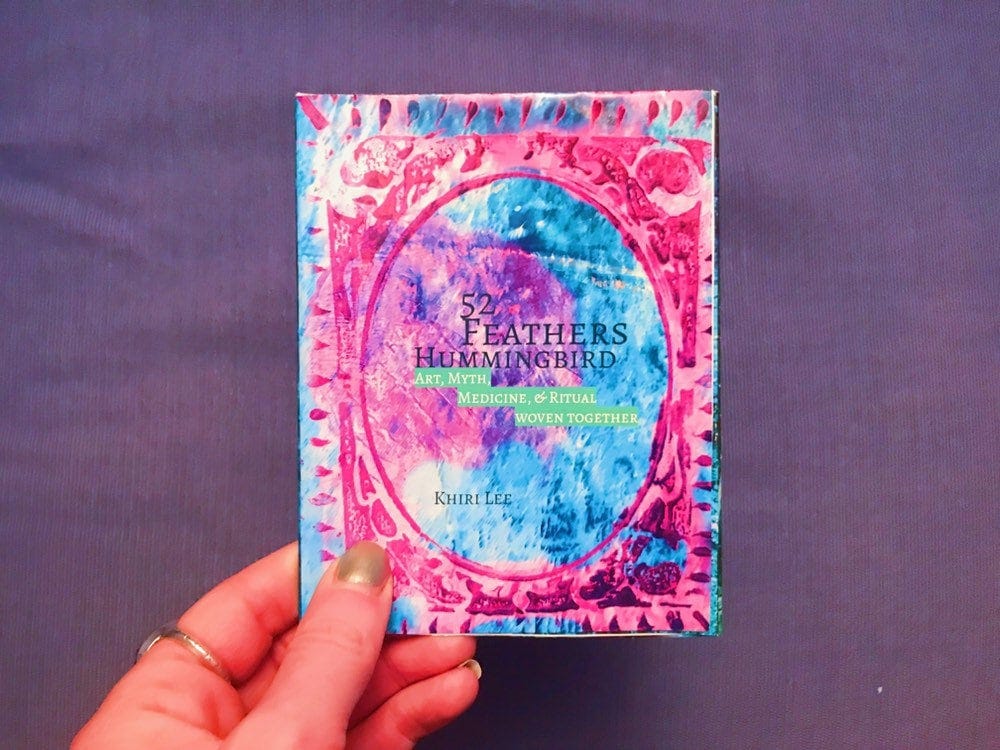 52
Feathers
Hummingbird
Art, Myth,
Medicine, & Ritual
woven together
Khiri Lee